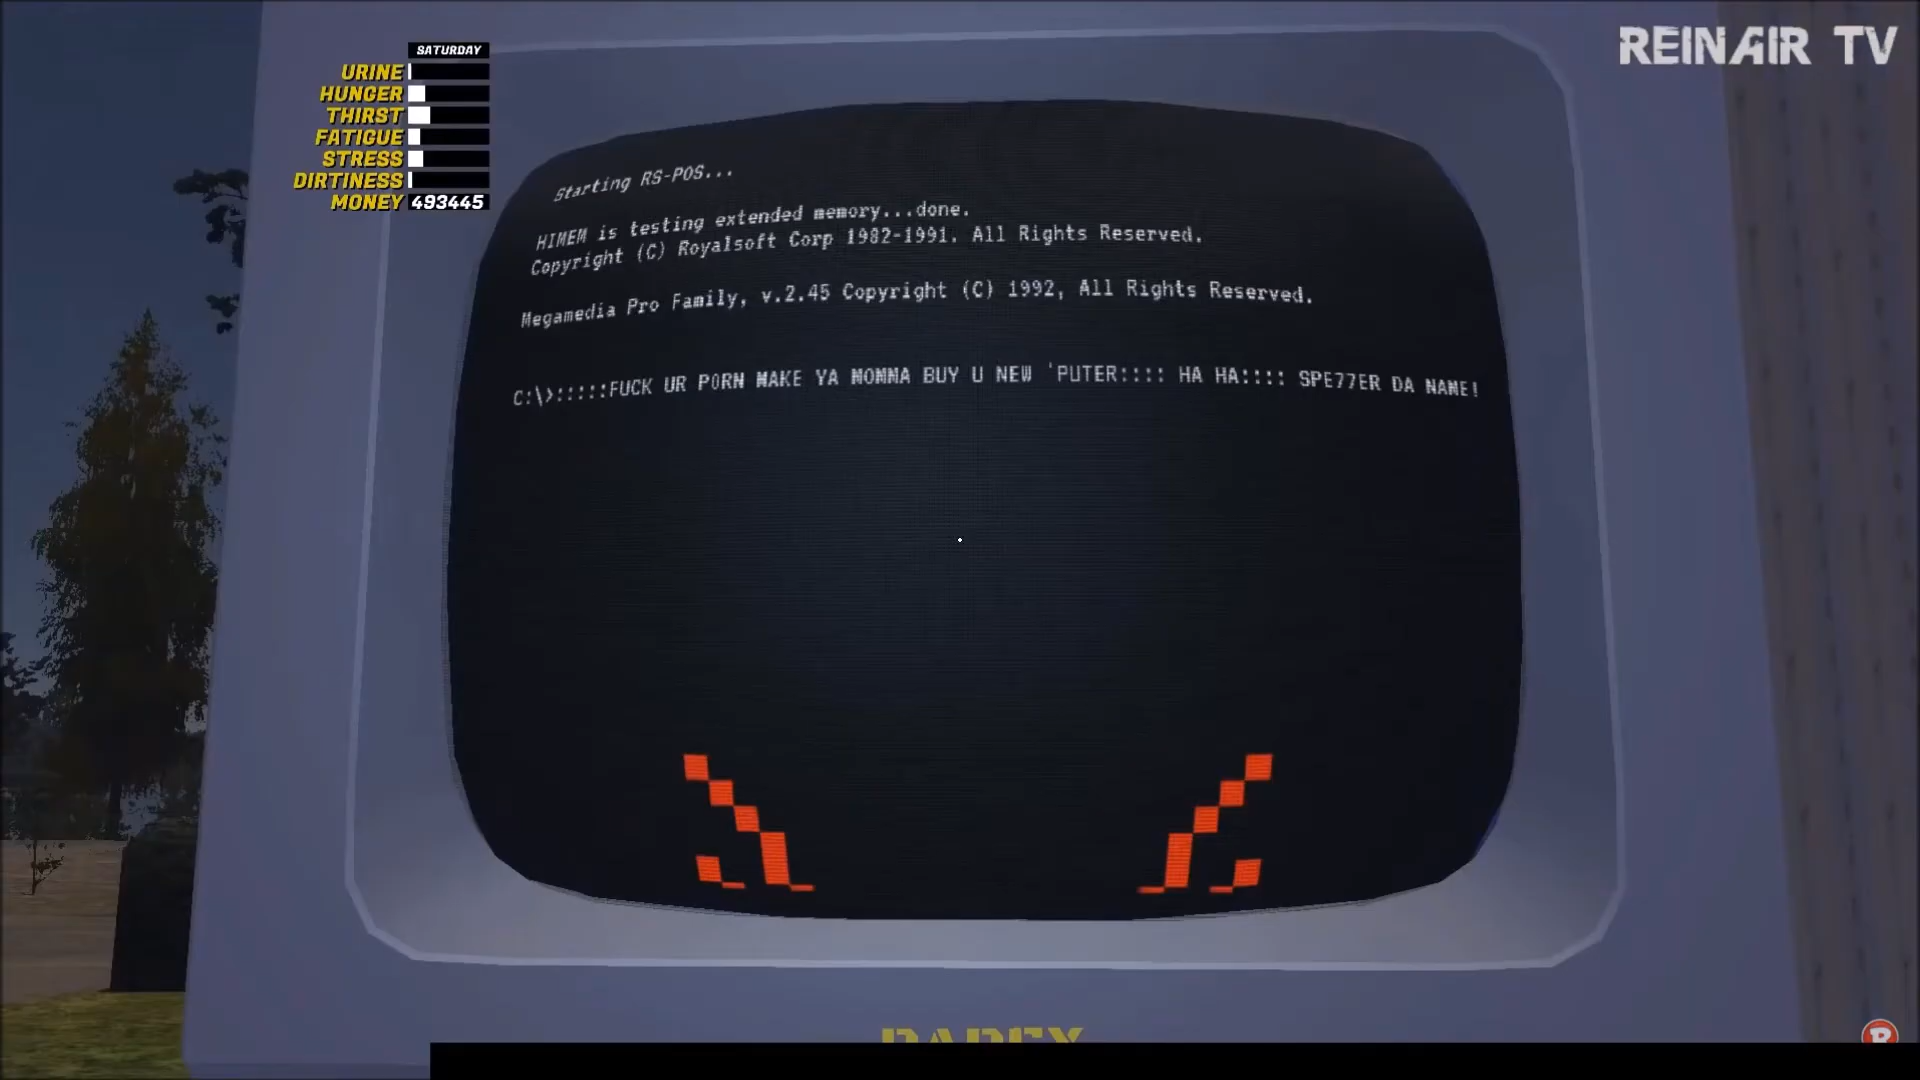 REINAIR TV
SATURDAY
URINE
HUNGER
THIRST
FATIGUE
STRESS
DIRTINESS
MONEY 493445
Starting RS-POS...
HIMEM is testing extended memory...done.
Copyright (C) Royalsoft Corp 1982-1991. All Rights Reserved.
Megamedia Pro Family, v.2.45 Copyright (C) 1992, All Rights Reserved.
C:\>:::::FUCK UR PORN MAKE YA MOMMA BUY U NEW 'PUTER:::: HA HA:::: SPE77ER DA NAME!